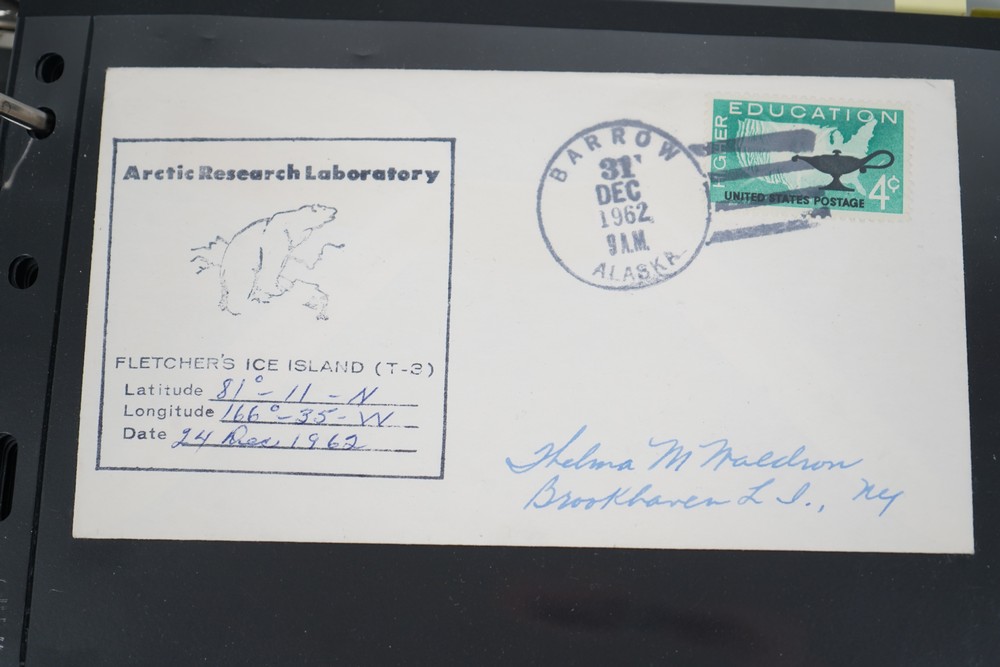 Arctic Research Laboratory
FLETCHER'S ICE ISLAND (T-3)
Latitude 81°-11-N
Longitude 166°-35-W
Date 24 Dec. 1962
BARROW
31
DEC
1962
9 A.M.
ALASKA
HIGHER EDUCATION
4¢
UNITED STATES POSTAGE
Thelma M Waldron
Brookhaven L I., NY